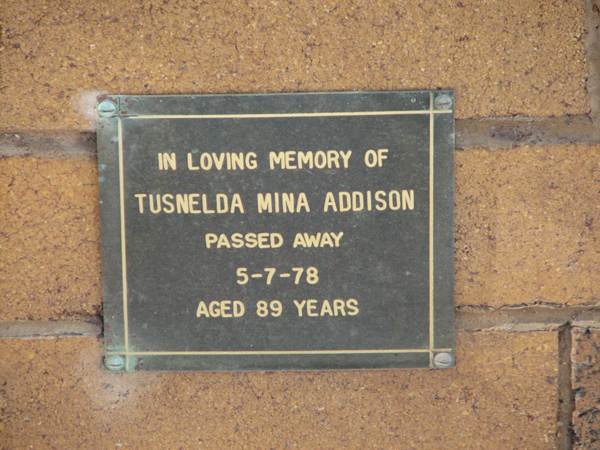 IN LOVING MEMORY OF
TUSNELDA MINA ADDISON
PASSED AWAY
5-7-78
AGED 89 YEARS